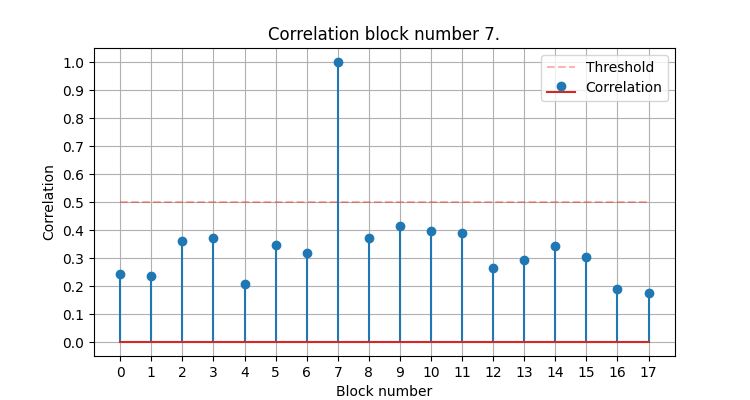 Correlation block number 7.
1.0
0.9
0.8
0.7
0.6
0.5
0.4
0.3
0.2
0.1
0.0
Correlation
Threshold
Correlation
0 1 2 3 4 5 6 7 8 9 10 11 12 13 14 15 16 17
Block number